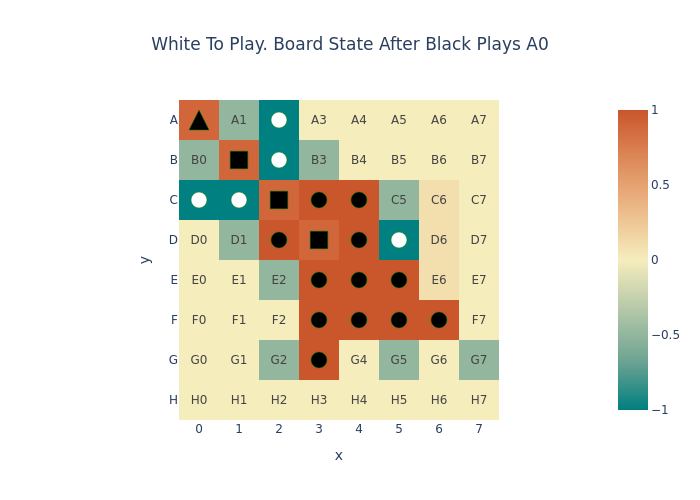 White To Play. Board State After Black Plays A0
A A1 A3 A4 A5 A6 A7
B B0 B3 B4 B5 B6 B7
C C5 C6 C7
D D0 D1 D6 D7
E E0 E1 E2 E6 E7
F F0 F1 F2 F7
G G0 G1 G2 G4 G5 G6 G7
H H0 H1 H2 H3 H4 H5 H6 H7
0 1 2 3 4 5 6 7
x
y
1
0.5
0
−0.5
−1